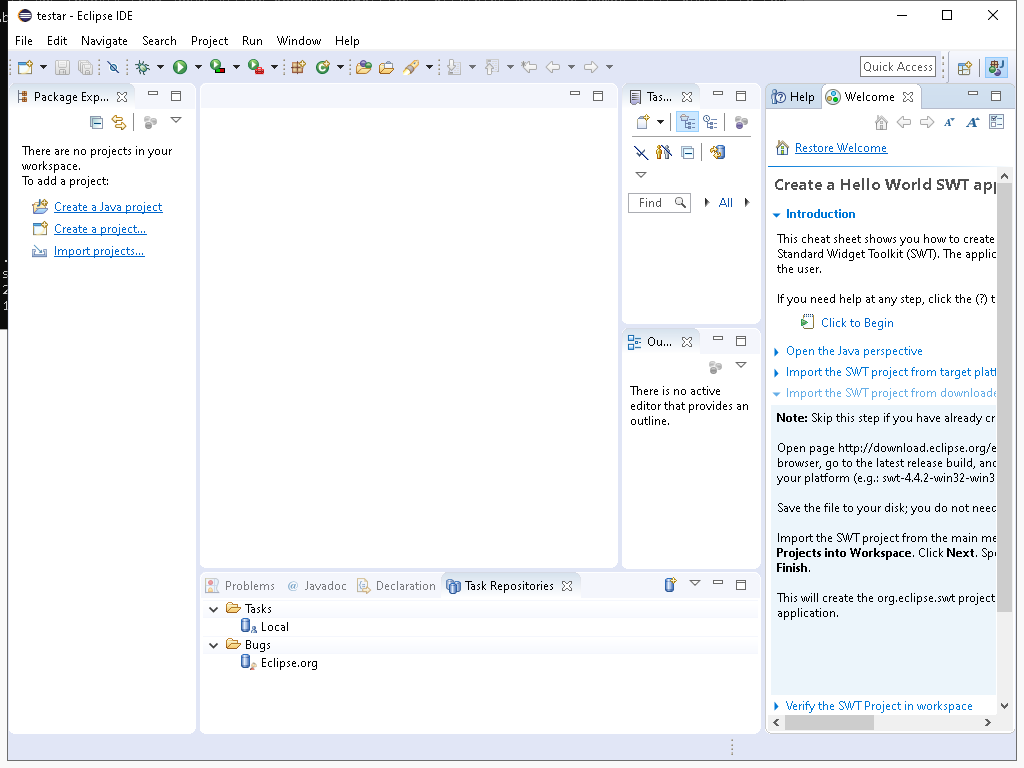 testar - Eclipse IDE
File Edit Navigate Search Project Run Window Help
Quick Access
Package Exp...
There are no projects in your
workspace.
To add a project:
Create a Java project
Create a project...
Import projects...
Tas...
Find
All
Ou...
There is no active
editor that provides an
outline.
Problems @ Javadoc Declaration Task Repositories
Tasks
Local
Bugs
Eclipse.org
Help Welcome
Restore Welcome
Create a Hello World SWT app
Introduction
This cheat sheet shows you how to create
Standard Widget Toolkit (SWT). The applic
the user.
If you need help at any step, click the (?) t
Click to Begin
Open the Java perspective
Import the SWT project from target platf
Import the SWT project from downloade
Note: Skip this step if you have already cr
Open page http://download.eclipse.org/e
browser, go to the latest release build, and
your platform (e.g.: swt-4.4.2-win32-win3
Save the file to your disk; you do not need
Import the SWT project from the main me
Projects into Workspace. Click Next. Spe
Finish.
This will create the org.eclipse.swt project
application.
Verify the SWT Project in workspace